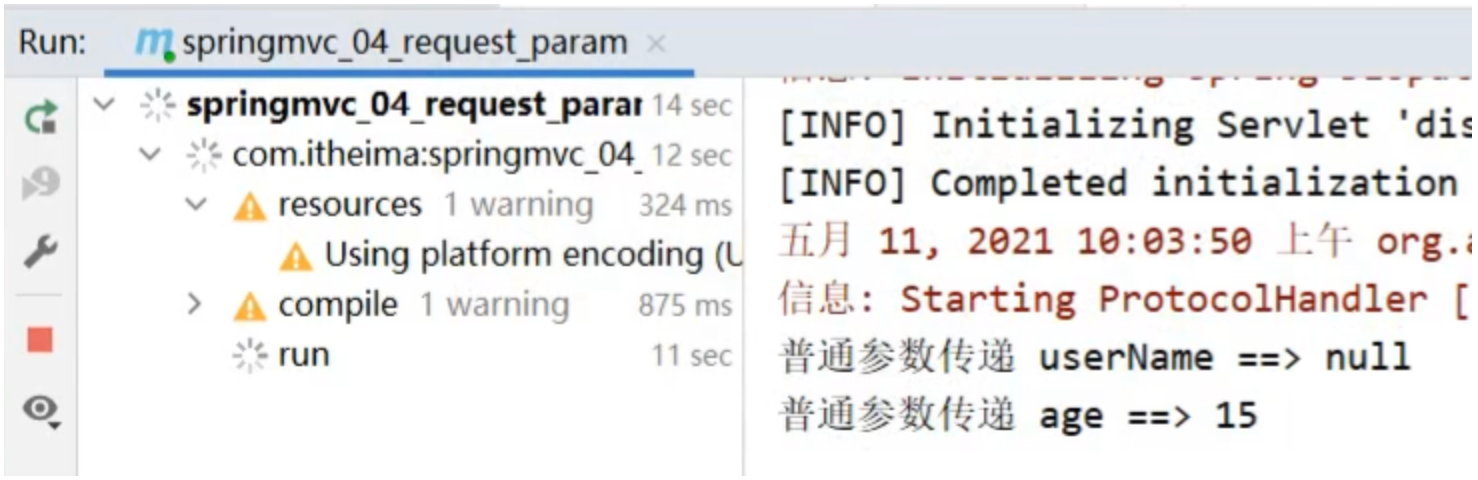 Run: springmvc_04_request_param
springmvc_04_request_parar 14 sec
com.itheima:springmvc_04_ 12 sec
resources 1 warning 324 ms
Using platform encoding (U
compile 1 warning 875 ms
run 11 sec
[INFO] Initializing Servlet 'dis
[INFO] Completed initialization
五月 11, 2021 10:03:50 上午 org.a
信息: Starting ProtocolHandler [
普通参数传递 userName ==> null
普通参数传递 age ==> 15